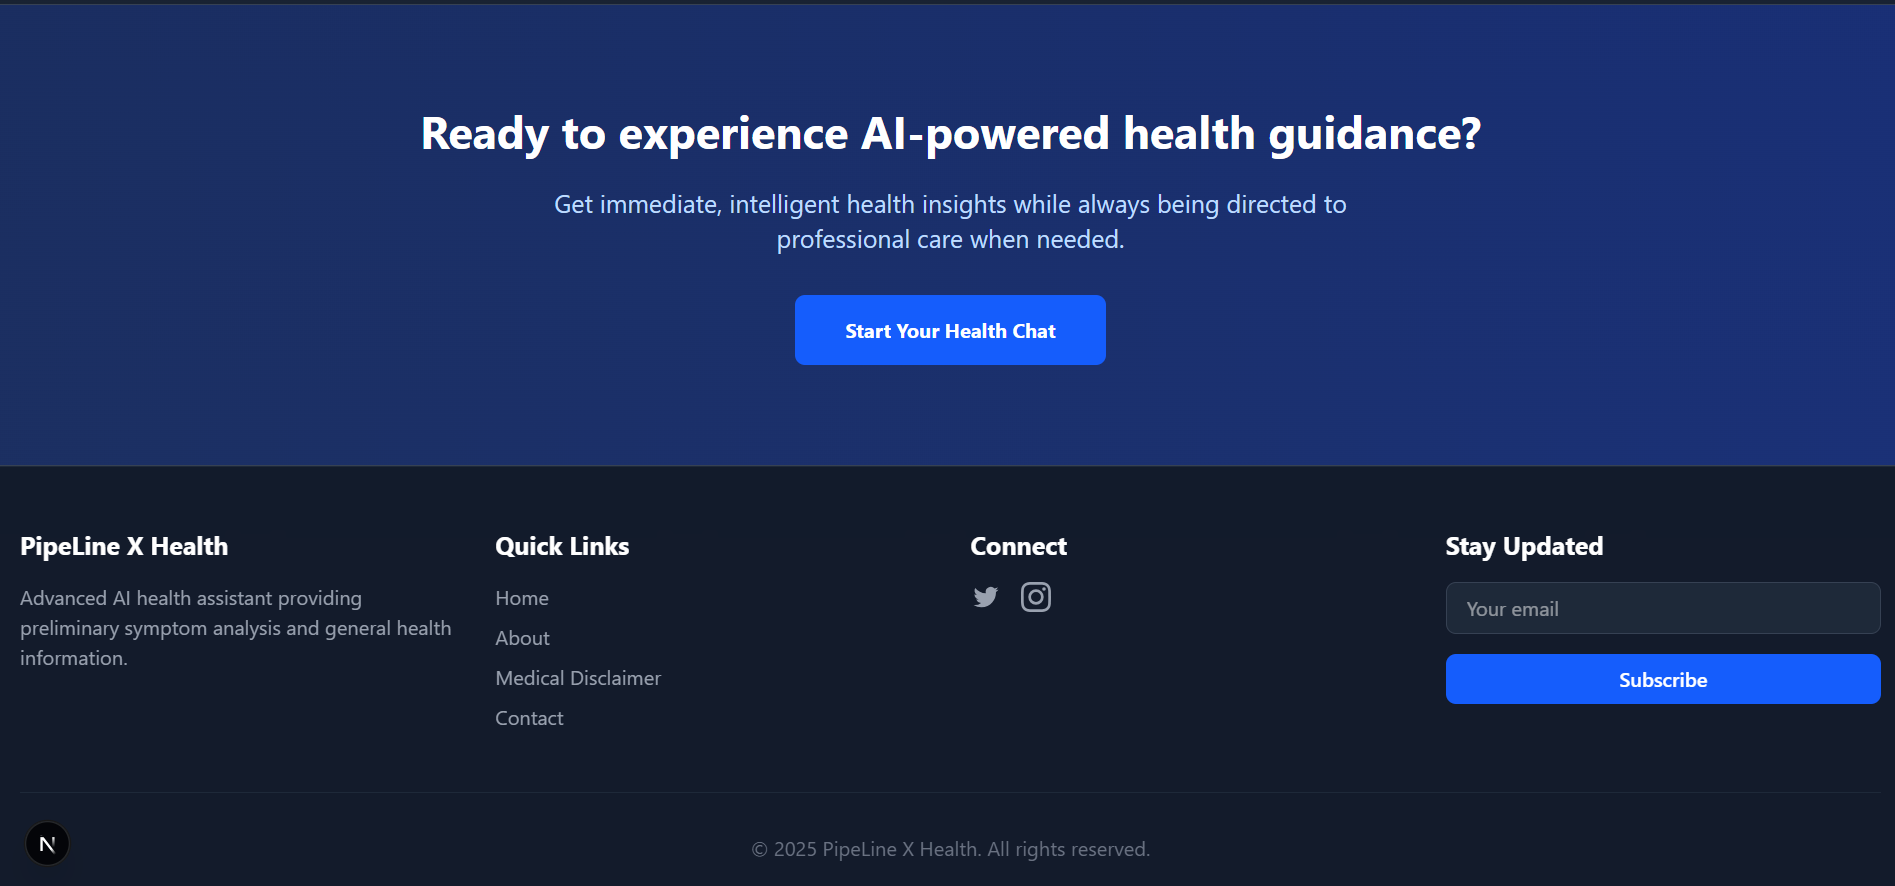 Ready to experience AI-powered health guidance?
Get immediate, intelligent health insights while always being directed to
professional care when needed.
Start Your Health Chat
PipeLine X Health
Advanced AI health assistant providing
preliminary symptom analysis and general health
information.
Quick Links
Home
About
Medical Disclaimer
Contact
Connect
Stay Updated
Your email
Subscribe
N
© 2025 PipeLine X Health. All rights reserved.